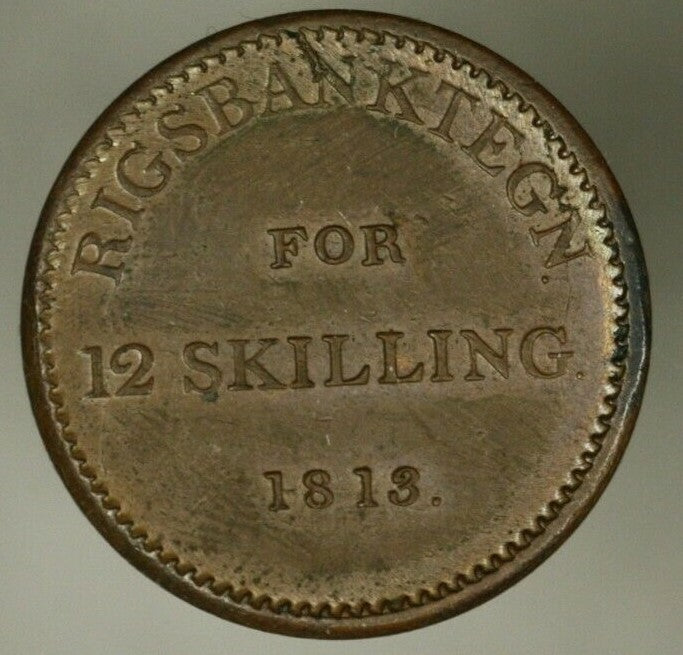 RIGSBANKTEGN.
FOR
12 SKILLING.
1813.